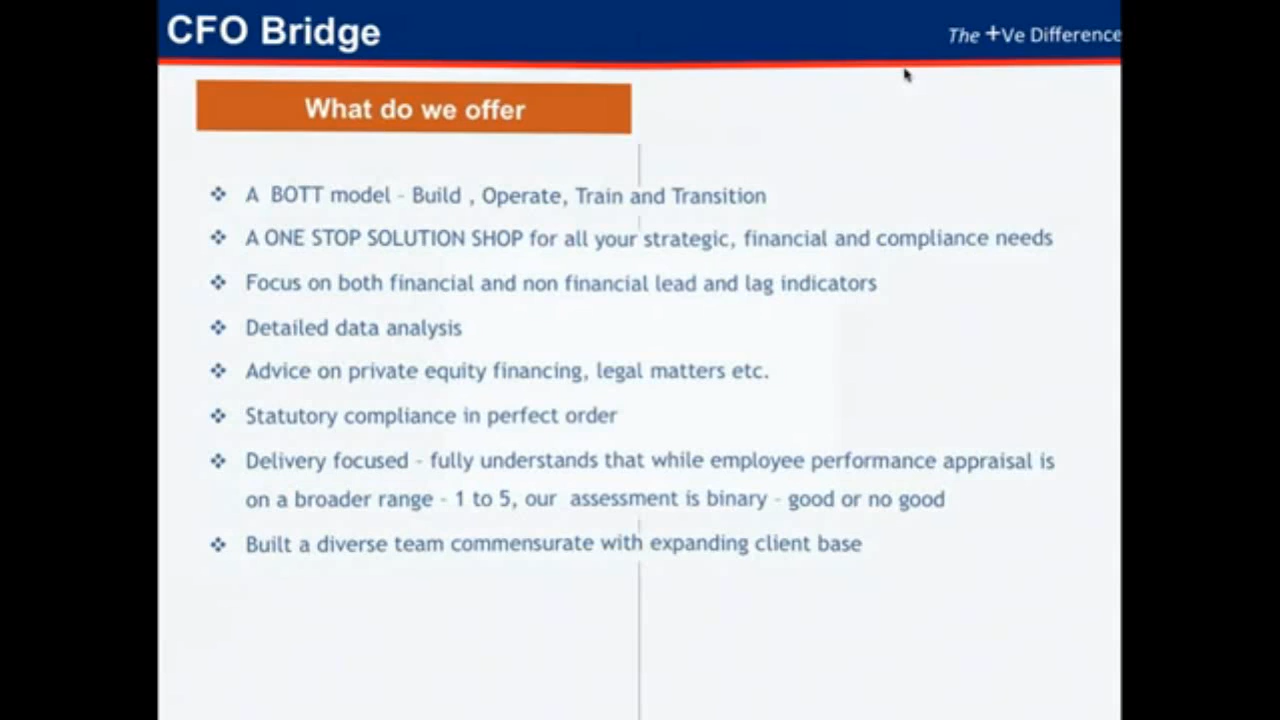 CFO Bridge
The +Ve Difference
What do we offer
❖ A BOTT model - Build , Operate, Train and Transition
❖ A ONE STOP SOLUTION SHOP for all your strategic, financial and compliance needs
❖ Focus on both financial and non financial lead and lag indicators
❖ Detailed data analysis
❖ Advice on private equity financing, legal matters etc.
❖ Statutory compliance in perfect order
❖ Delivery focused - fully understands that while employee performance appraisal is
on a broader range - 1 to 5, our assessment is binary - good or no good
❖ Built a diverse team commensurate with expanding client base